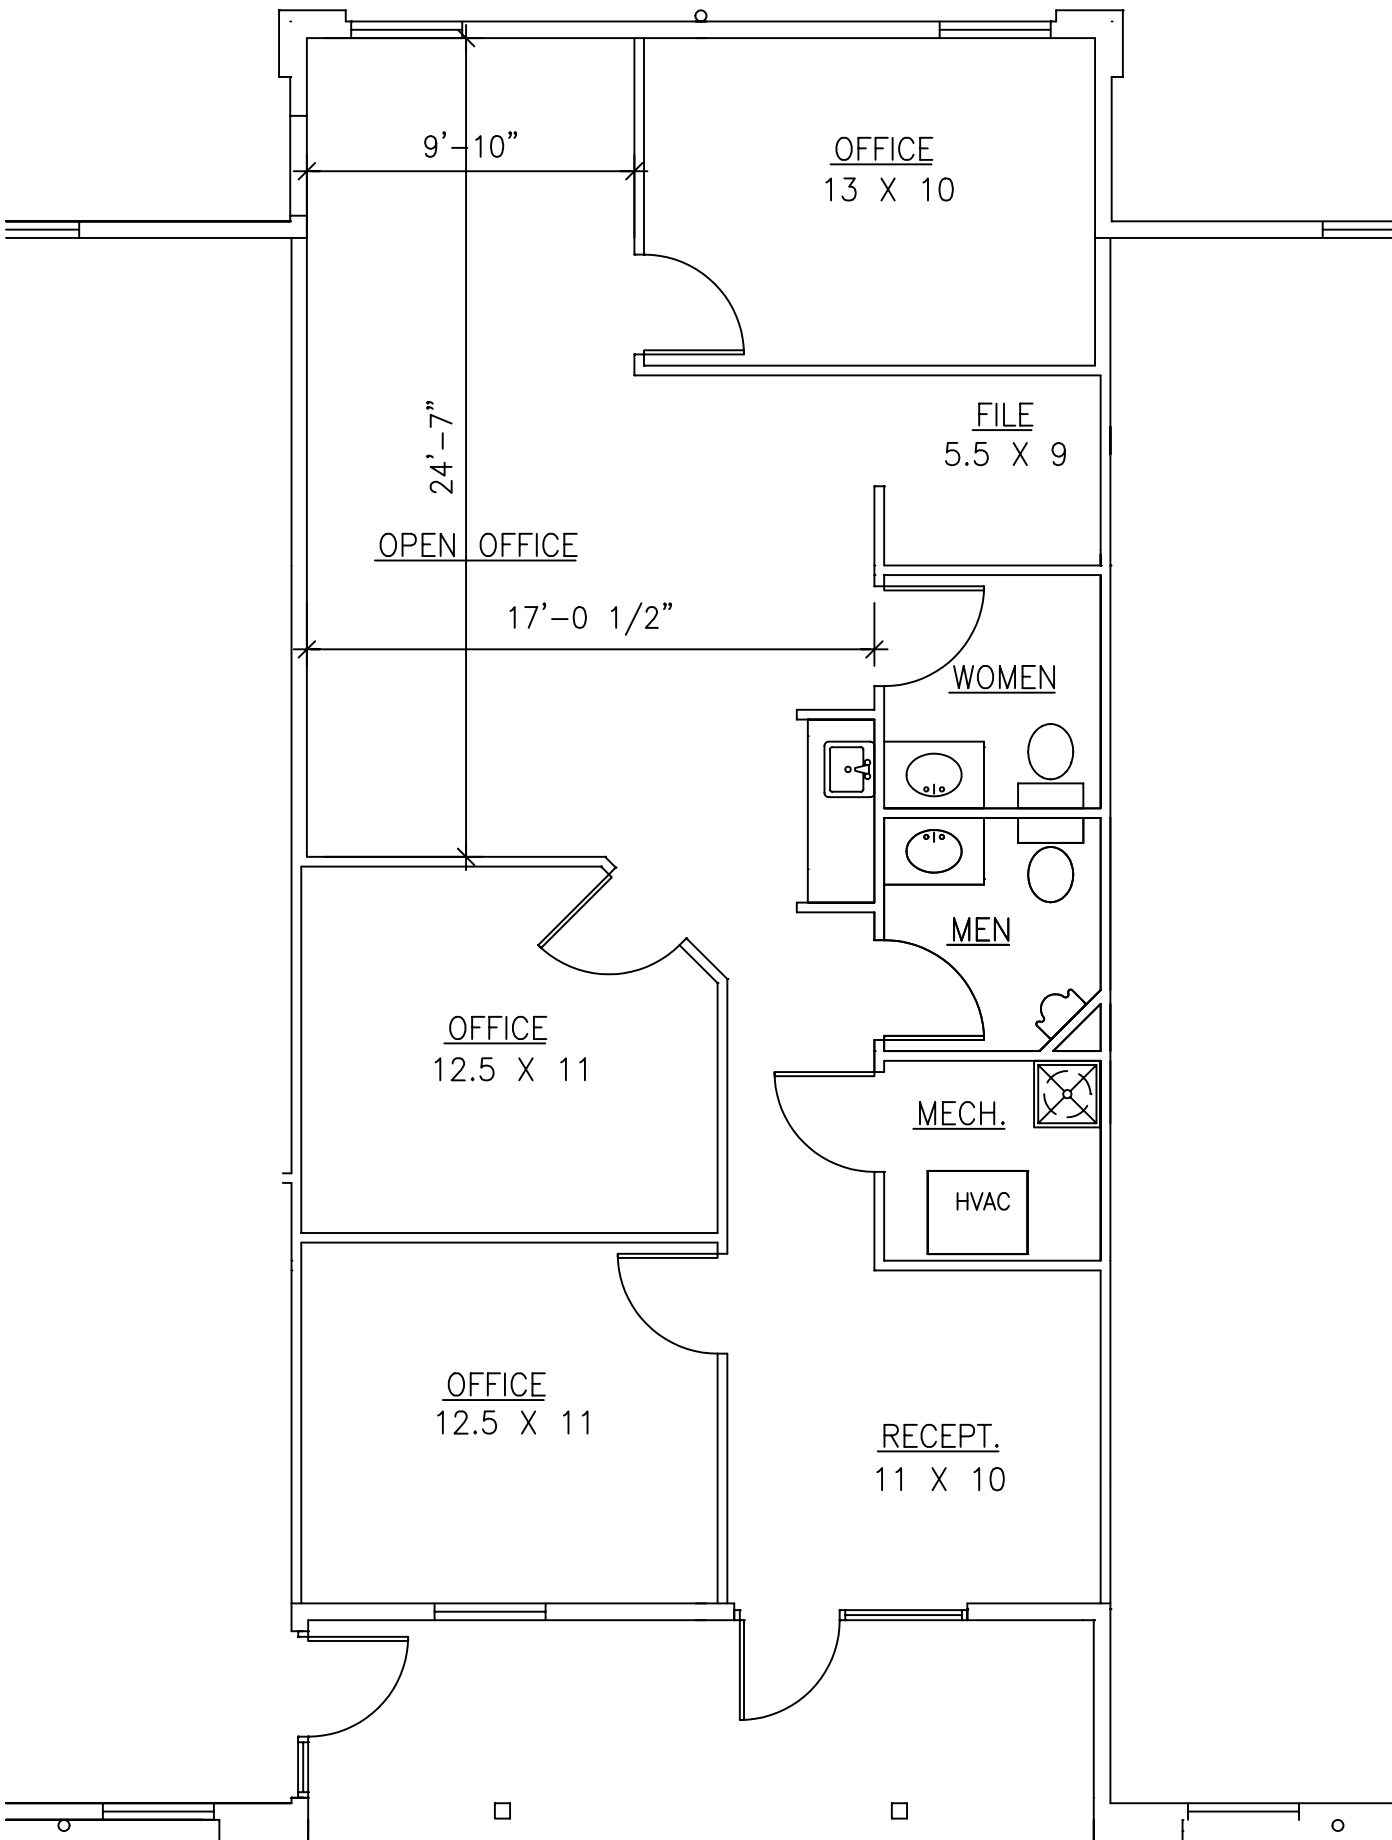 9'-10"
OFFICE
13 X 10
24'-7"
FILE
5.5 X 9
OPEN OFFICE
17'-0 1/2"
WOMEN
MEN
OFFICE
12.5 X 11
MECH.
HVAC
OFFICE
12.5 X 11
RECEPT.
11 X 10